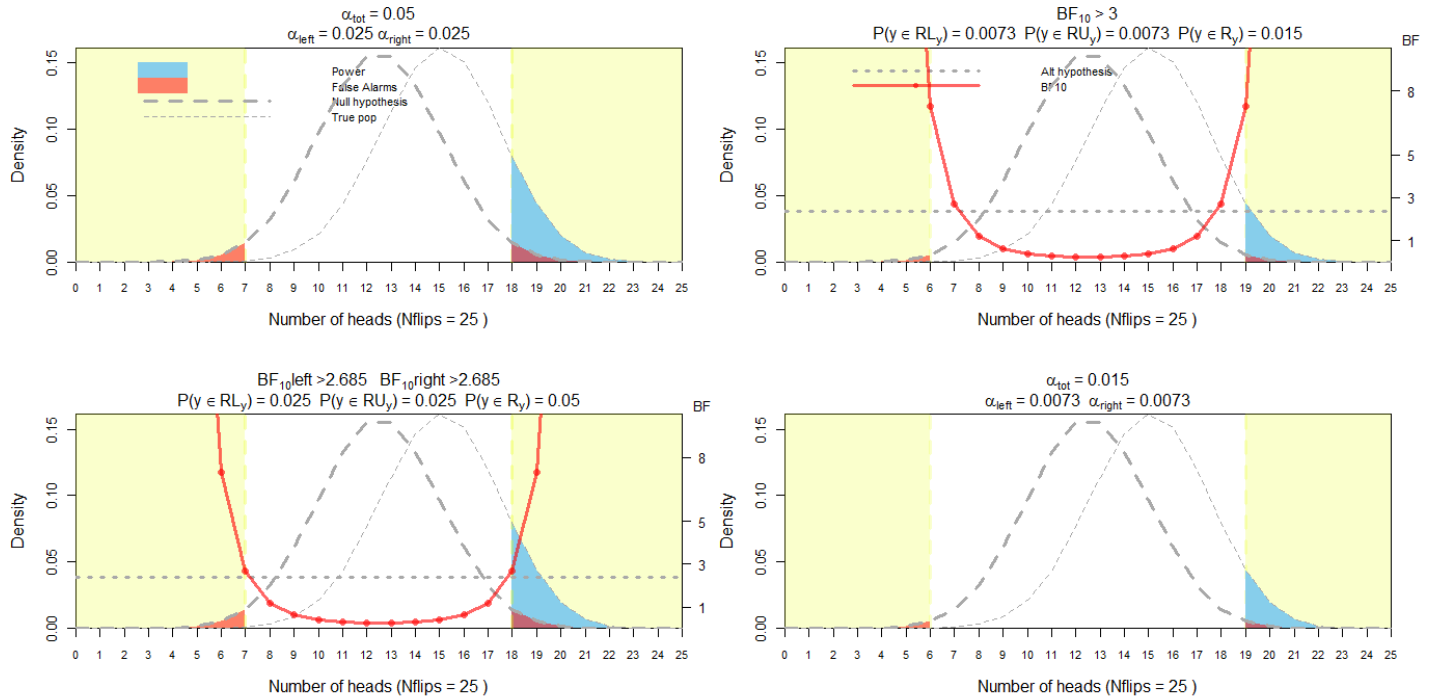 α_tot = 0.05
α_left = 0.025 α_right = 0.025
Density
0.00 0.05 0.10 0.15
Power
False Alarms
Null hypothesis
True pop
0 1 2 3 4 5 6 7 8 9 10 11 12 13 14 15 16 17 18 19 20 21 22 23 24 25
Number of heads (Nflips = 25 )
BF_10 > 3
P(y ∈ RL_y) = 0.0073 P(y ∈ RU_y) = 0.0073 P(y ∈ R_y) = 0.015
BF
Density
0.00 0.05 0.10 0.15
Alt hypothesis
BF10
1 3 5 8
0 1 2 3 4 5 6 7 8 9 10 11 12 13 14 15 16 17 18 19 20 21 22 23 24 25
Number of heads (Nflips = 25 )
BF_10left >2.685 BF_10right >2.685
P(y ∈ RL_y) = 0.025 P(y ∈ RU_y) = 0.025 P(y ∈ R_y) = 0.05
BF
Density
0.00 0.05 0.10 0.15
1 3 5 8
0 1 2 3 4 5 6 7 8 9 10 11 12 13 14 15 16 17 18 19 20 21 22 23 24 25
Number of heads (Nflips = 25 )
α_tot = 0.015
α_left = 0.0073 α_right = 0.0073
Density
0.00 0.05 0.10 0.15
0 1 2 3 4 5 6 7 8 9 10 11 12 13 14 15 16 17 18 19 20 21 22 23 24 25
Number of heads (Nflips = 25 )